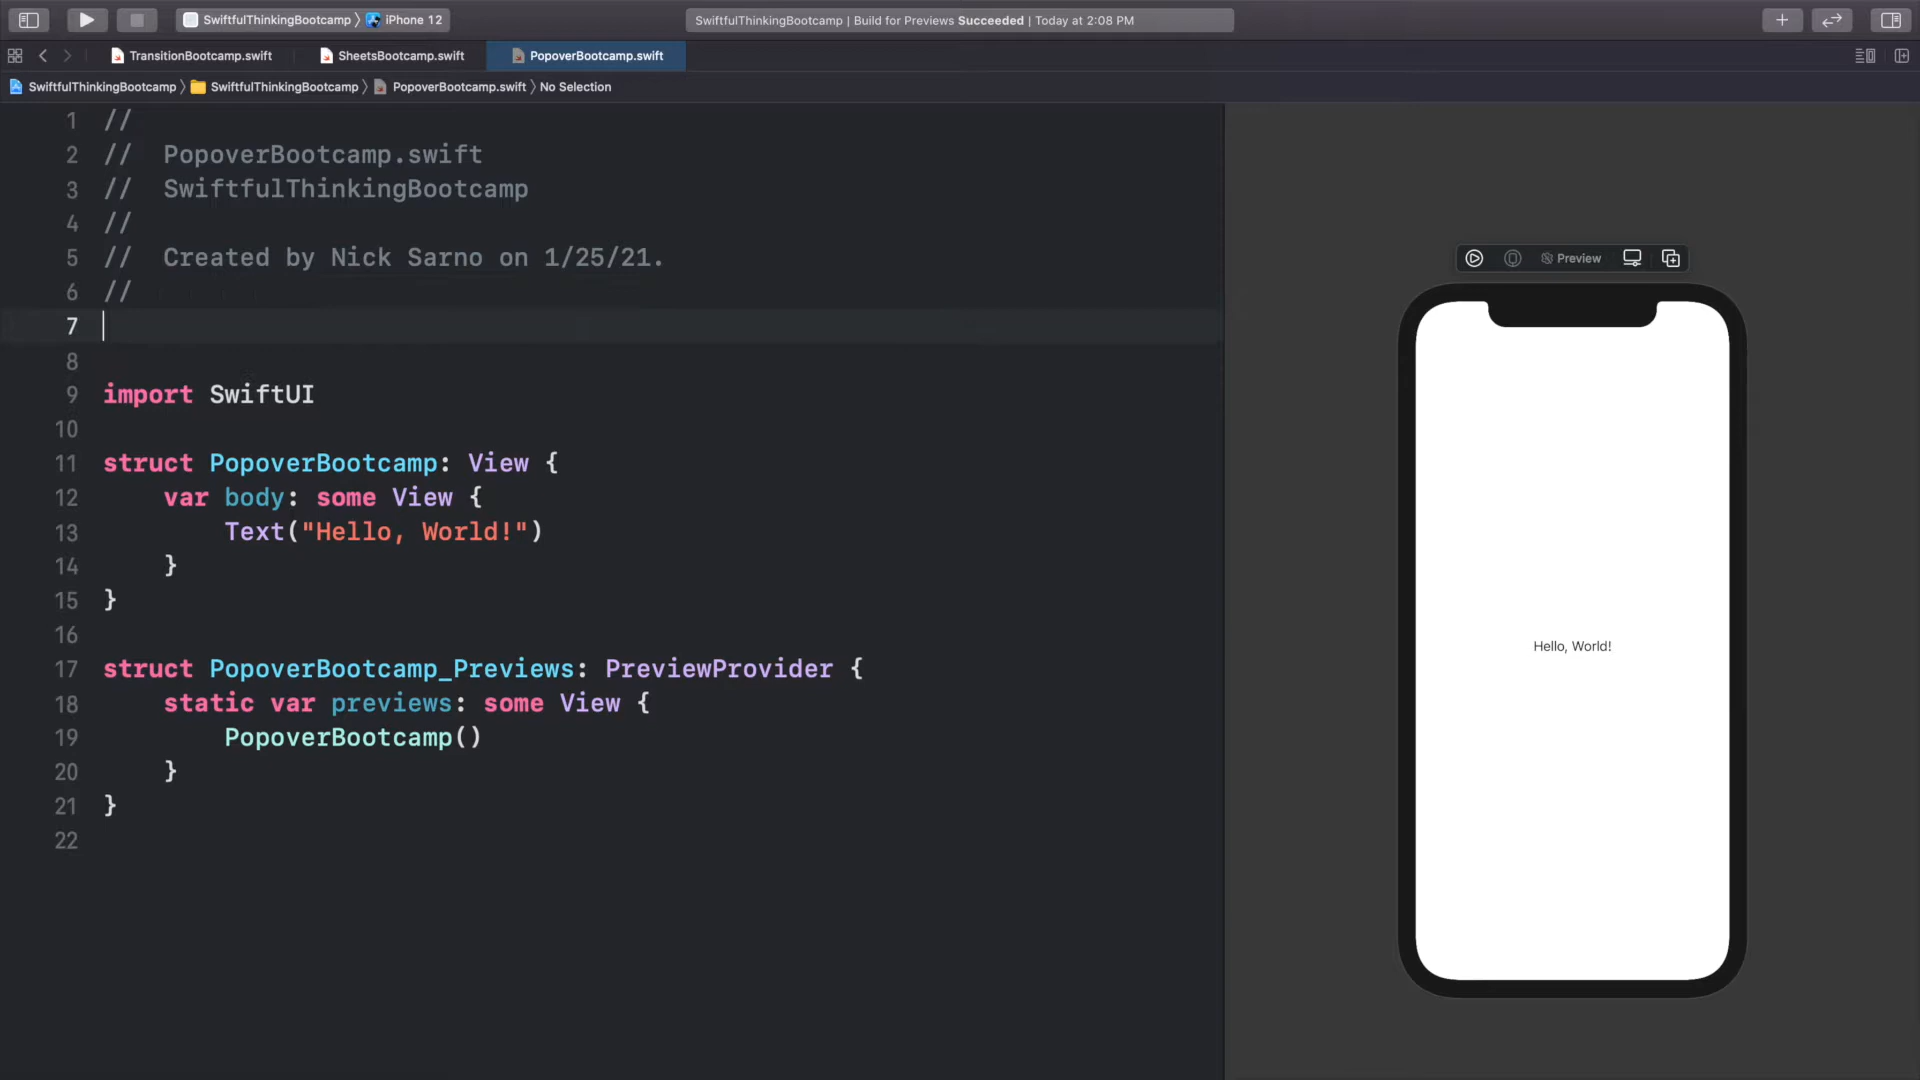 SwiftfulThinkingBootcamp 〉 iPhone 12
SwiftfulThinkingBootcamp | Build for Previews Succeeded | Today at 2:08 PM
TransitionBootcamp.swift
SheetsBootcamp.swift
PopoverBootcamp.swift
SwiftfulThinkingBootcamp 〉 SwiftfulThinkingBootcamp 〉 PopoverBootcamp.swift 〉 No Selection
1 //
2 //  PopoverBootcamp.swift
3 //  SwiftfulThinkingBootcamp
4 //
5 //  Created by Nick Sarno on 1/25/21.
6 //
7
8
9 import SwiftUI
10
11 struct PopoverBootcamp: View {
12     var body: some View {
13         Text("Hello, World!")
14     }
15 }
16
17 struct PopoverBootcamp_Previews: PreviewProvider {
18     static var previews: some View {
19         PopoverBootcamp()
20     }
21 }
22
Preview
Hello, World!